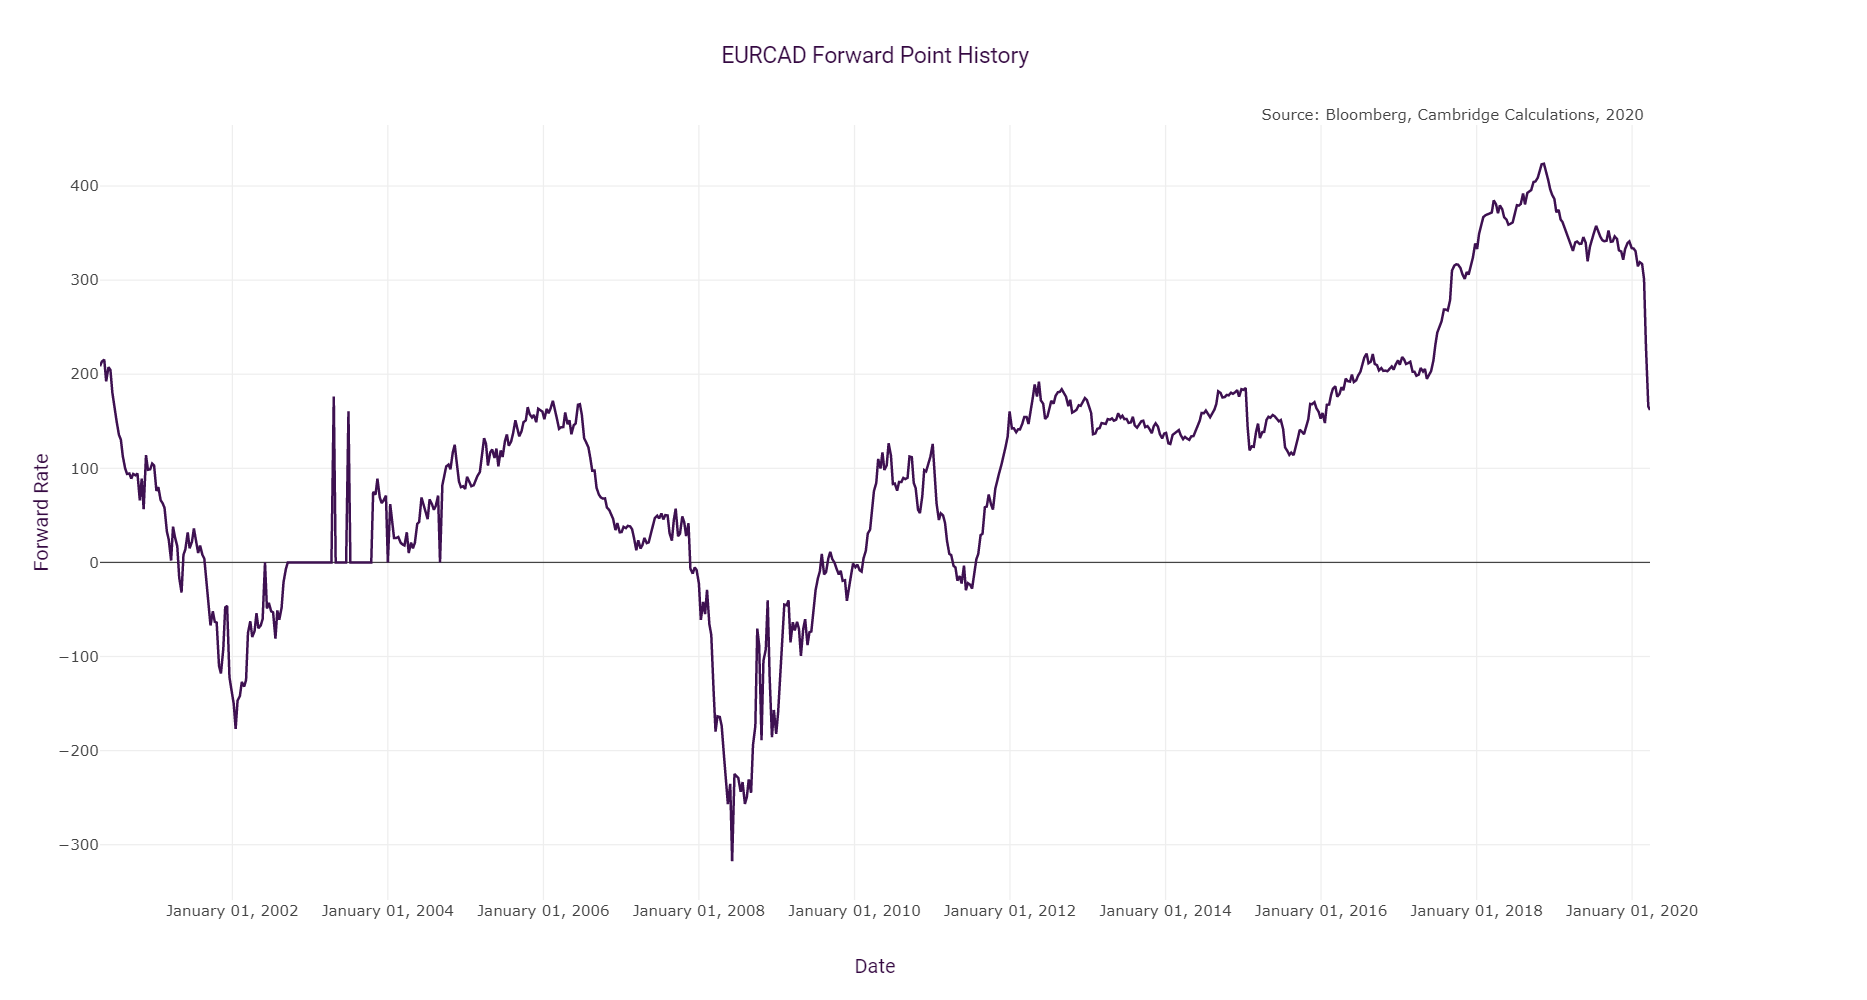 EURCAD Forward Point History
Source: Bloomberg, Cambridge Calculations, 2020
Forward Rate
400
300
200
100
0
−100
−200
−300
January 01, 2002
January 01, 2004
January 01, 2006
January 01, 2008
January 01, 2010
January 01, 2012
January 01, 2014
January 01, 2016
January 01, 2018
January 01, 2020
Date